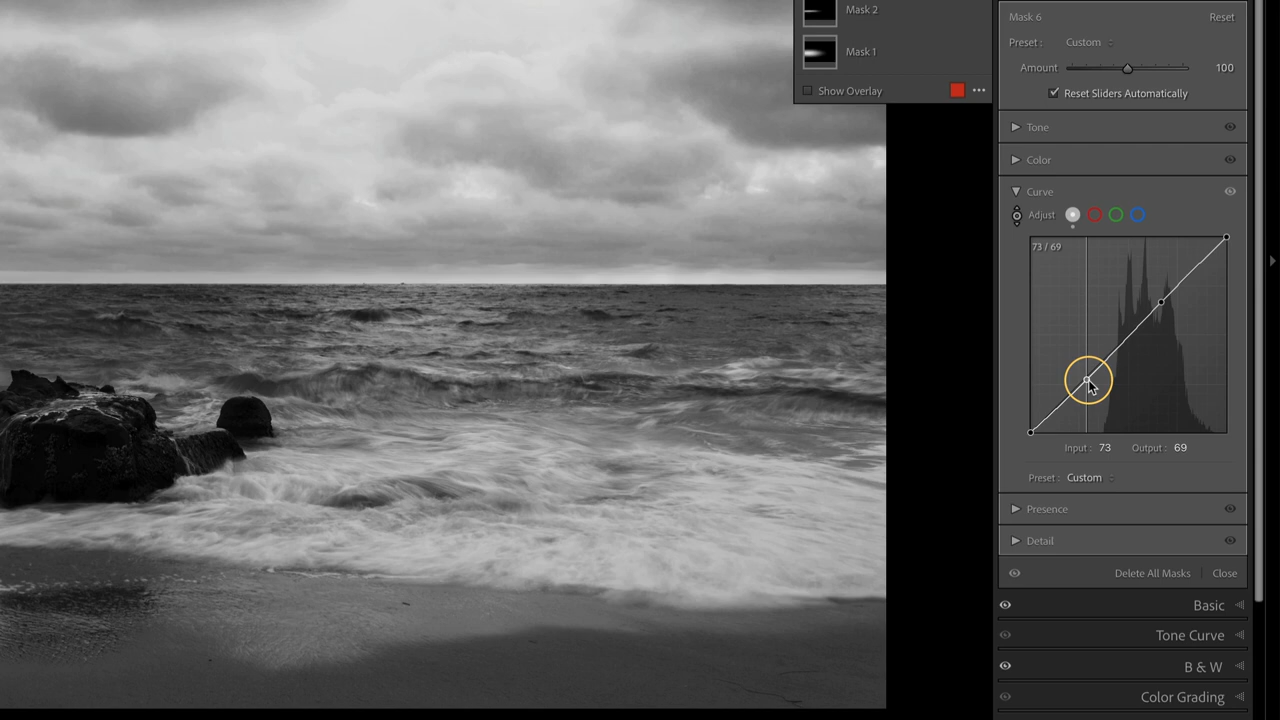 Mask 2
Mask 1
Show Overlay
Mask 6 Reset
Preset : Custom
Amount 100
Reset Sliders Automatically
Tone
Color
Curve
Adjust
73 / 69
Input : 73 Output : 69
Preset : Custom
Presence
Detail
Delete All Masks Close
Basic
Tone Curve
B & W
Color Grading